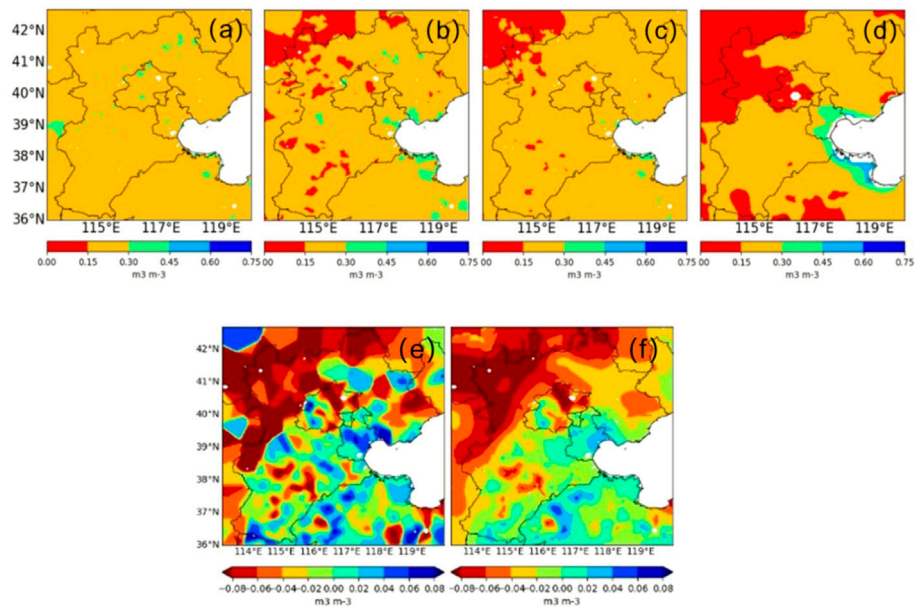 (a) (b) (c) (d)
42°N
41°N
40°N
39°N
38°N
37°N
36°N
115°E 117°E 119°E 115°E 117°E 119°E 115°E 117°E 119°E 115°E 117°E 119°E
0.00 0.15 0.30 0.45 0.60 0.75 0.00 0.15 0.30 0.45 0.60 0.75 0.00 0.15 0.30 0.45 0.60 0.75 0.00 0.15 0.30 0.45 0.60 0.75
m3 m-3 m3 m-3 m3 m-3 m3 m-3
(e) (f)
42°N
41°N
40°N
39°N
38°N
37°N
36°N
114°E 115°E 116°E 117°E 118°E 119°E 114°E 115°E 116°E 117°E 118°E 119°E
−0.08 −0.06 −0.04 −0.02 0.00 0.02 0.04 0.06 0.08 −0.08 −0.06 −0.04 −0.02 0.00 0.02 0.04 0.06 0.08
m3 m-3 m3 m-3